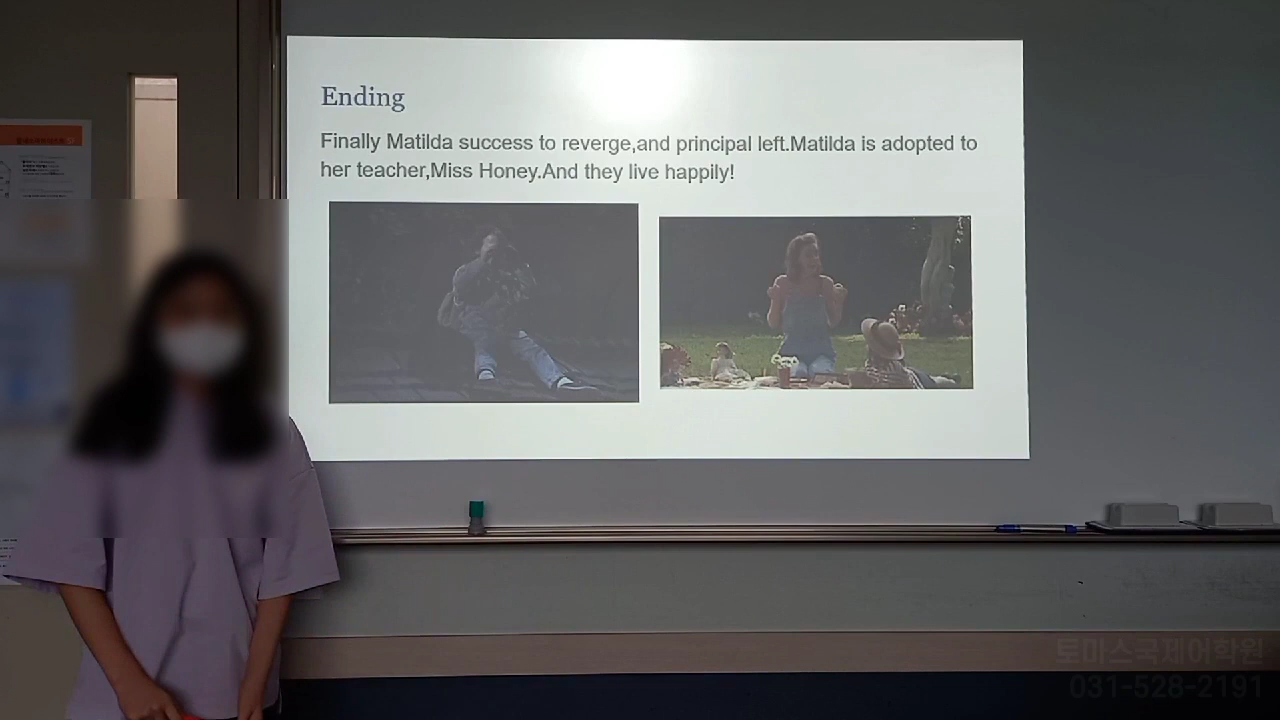 Ending
Finally Matilda success to reverge,and principal left.Matilda is adopted to
her teacher,Miss Honey.And they live happily!
토마스국제어학원
031-528-2191